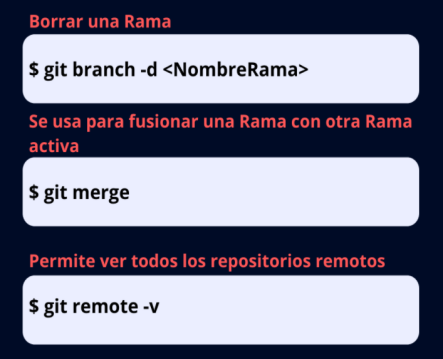 Borrar una Rama
$ git branch -d <NombreRama>
Se usa para fusionar una Rama con otra Rama
activa
$ git merge
Permite ver todos los repositorios remotos
$ git remote -v